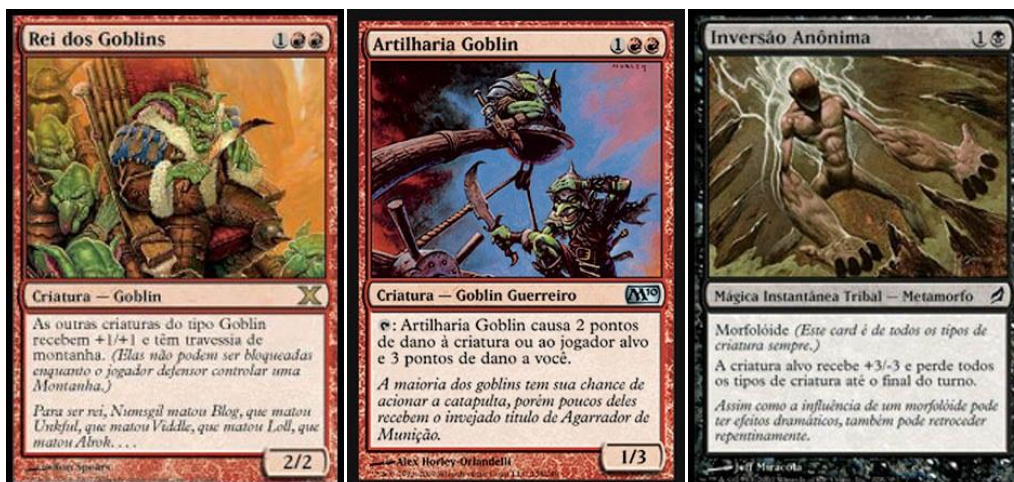 Rei dos Goblins
1
Criatura — Goblin
As outras criaturas do tipo Goblin
recebem +1/+1 e têm travessia de
montanha. (Elas não podem ser bloqueadas
enquanto o jogador defensor controlar uma
Montanha.)
Para ser rei, Numsgil matou Blog, que matou
Unkful, que matou Viddle, que matou Loll, que
matou Alrok. . . .
Ron Spears
2/2
Artilharia Goblin
1
MORLEY
Criatura — Goblin Guerreiro
M10
: Artilharia Goblin causa 2 pontos
de dano à criatura ou ao jogador alvo
e 3 pontos de dano a você.
A maioria dos goblins tem sua chance de
acionar a catapulta, porém poucos deles
recebem o invejado título de Agarrador de
Munição.
Alex Horley-Orlandelli
1/3
Inversão Anônima
1
Mágica Instantânea Tribal — Metamorfo
Morfolóide (Este card é de todos os tipos de
criatura sempre.)
A criatura alvo recebe +3/-3 e perde todos
os tipos de criatura até o final do turno.
Assim como a influência de um morfolóide pode
ter efeitos dramáticos, também pode retroceder
repentinamente.
Jeff Miracola